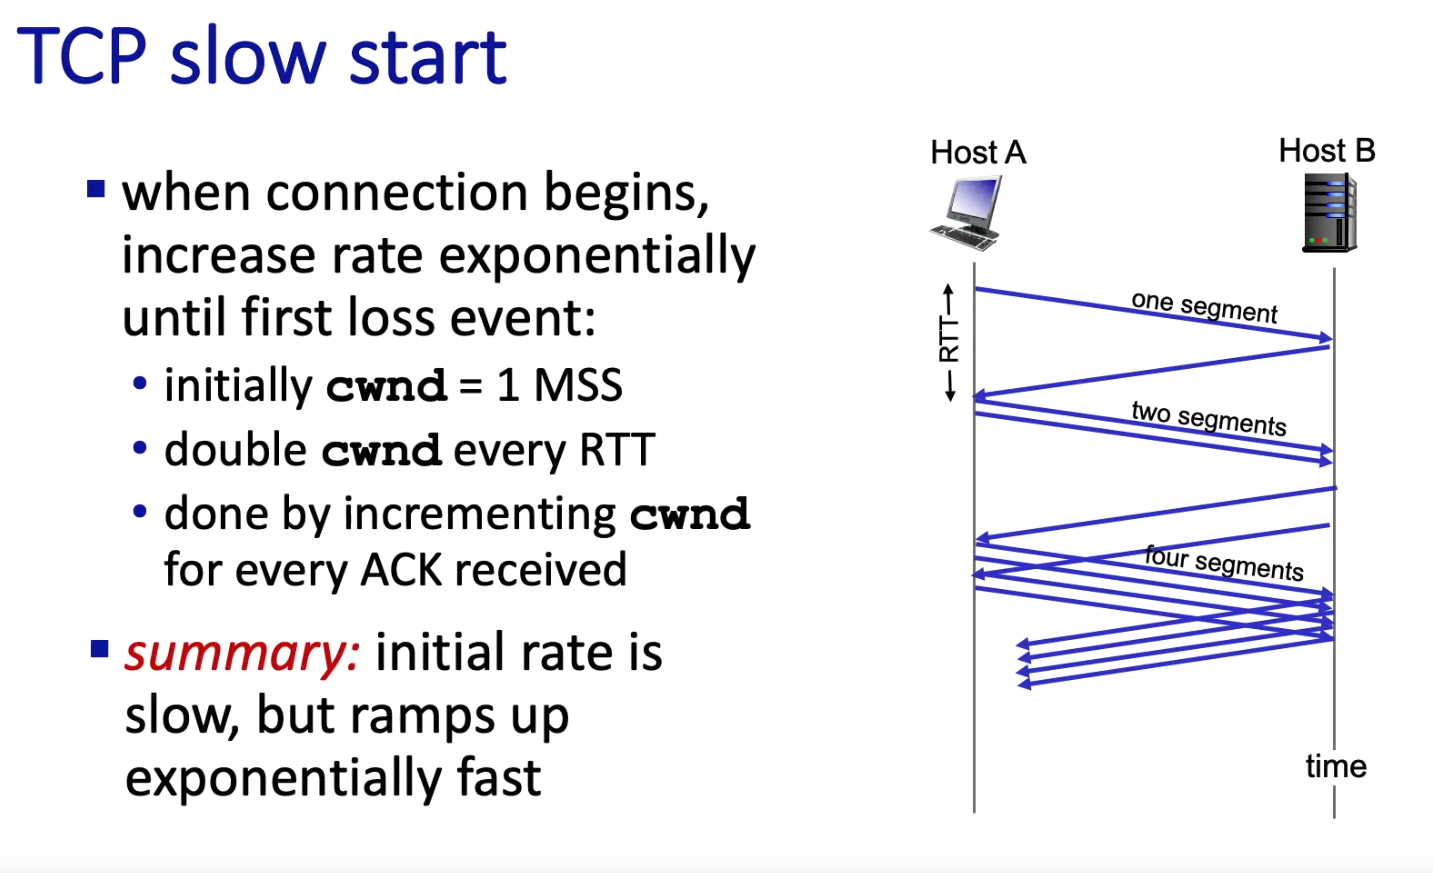 TCP slow start
when connection begins,
increase rate exponentially
until first loss event:
initially cwnd = 1 MSS
double cwnd every RTT
done by incrementing cwnd
for every ACK received
summary: initial rate is
slow, but ramps up
exponentially fast
Host A
Host B
RTT
one segment
two segments
four segments
time